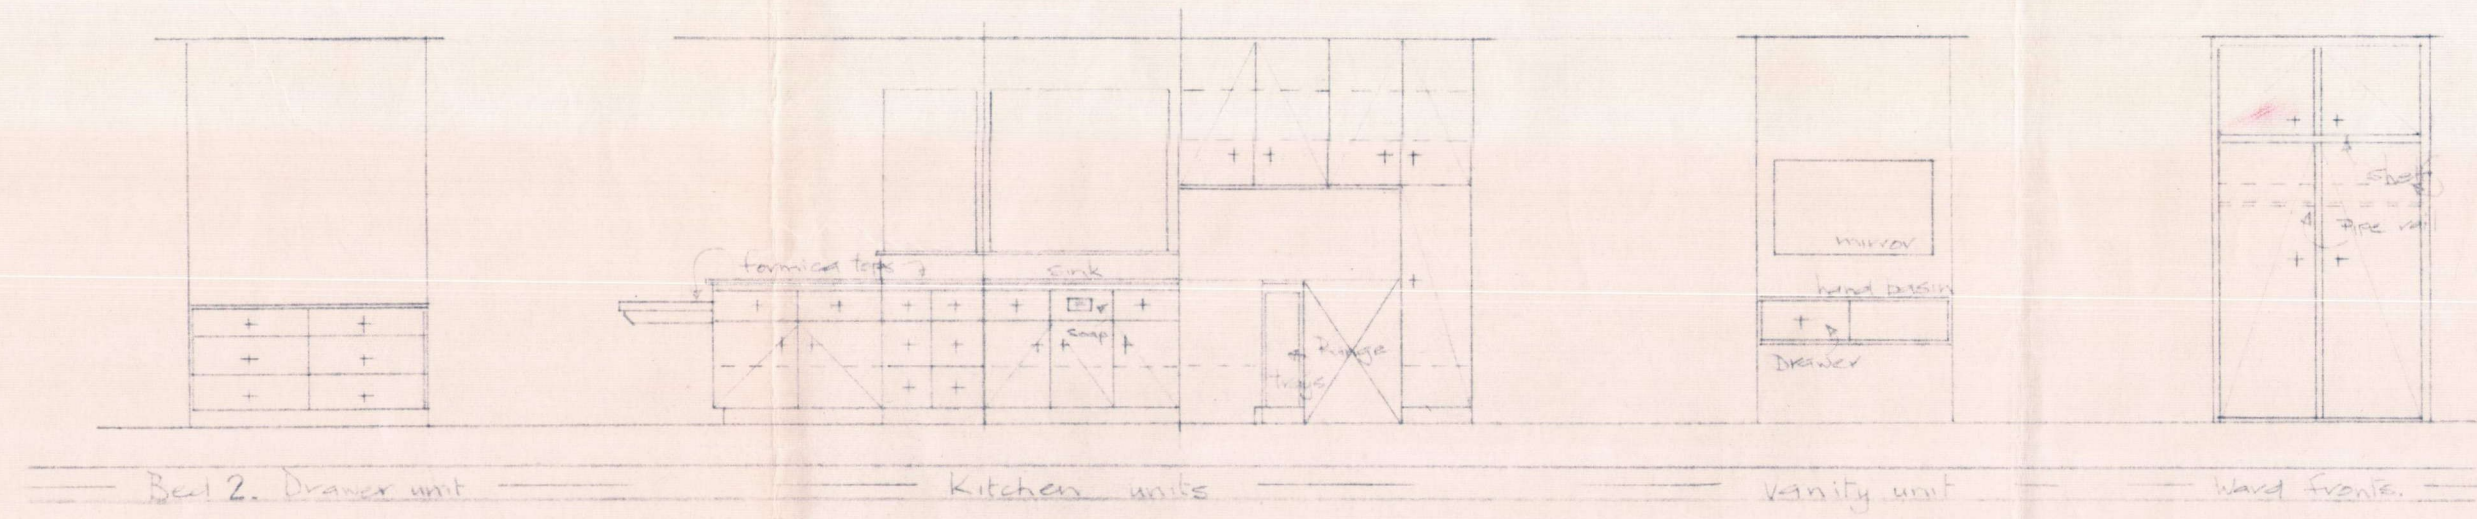 formica tops
sink
soap
Range
trays
mirror
hand basin
Drawer
shelf
Pipe rail
Bed 2. Drawer unit
Kitchen units
vanity unit
Ward fronts.